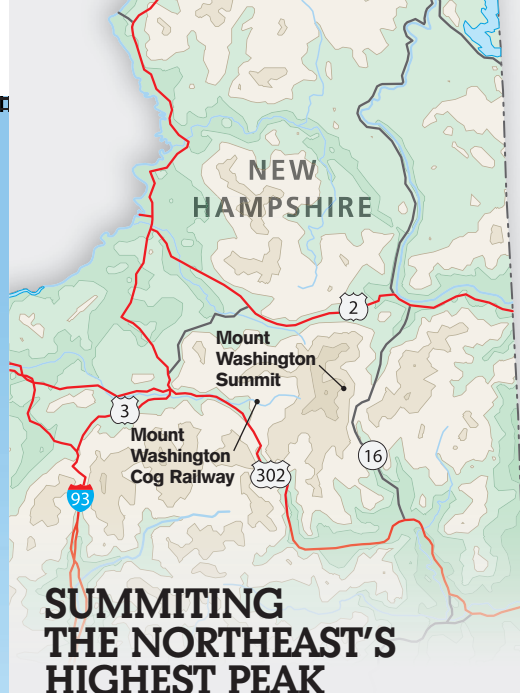 NEW
HAMPSHIRE
2
Mount
Washington
Summit
3
Mount
Washington
Cog Railway
302
16
93
SUMMITING
THE NORTHEAST'S
HIGHEST PEAK